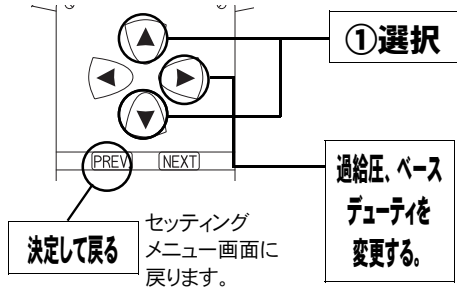 ①選択
PREV
NEXT
過給圧、ベース
デューティを
変更する。
決定して戻る
セッティング
メニュー画面に
戻ります。